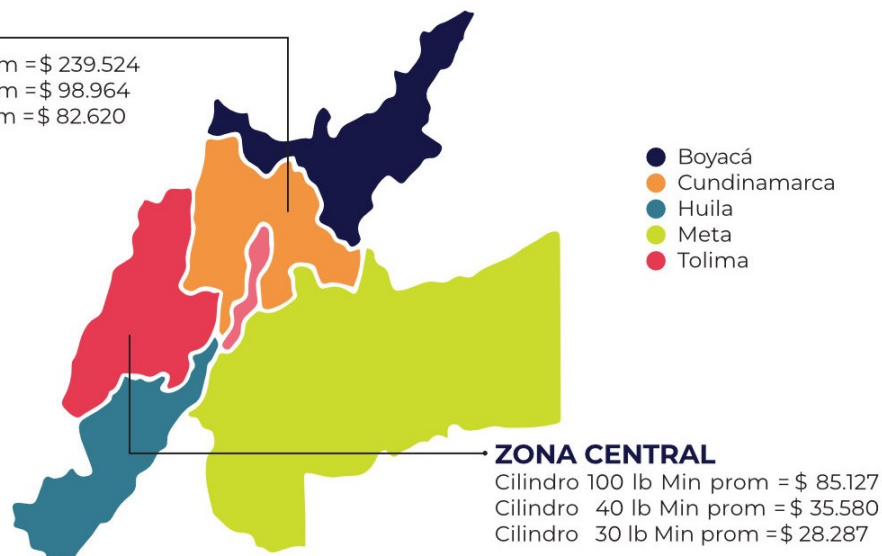 m =$ 239.524
m =$ 98.964
m =$ 82.620
Boyacá
Cundinamarca
Huila
Meta
Tolima
ZONA CENTRAL
Cilindro 100 lb Min prom = $ 85.127
Cilindro 40 lb Min prom = $ 35.580
Cilindro 30 lb Min prom =$ 28.287